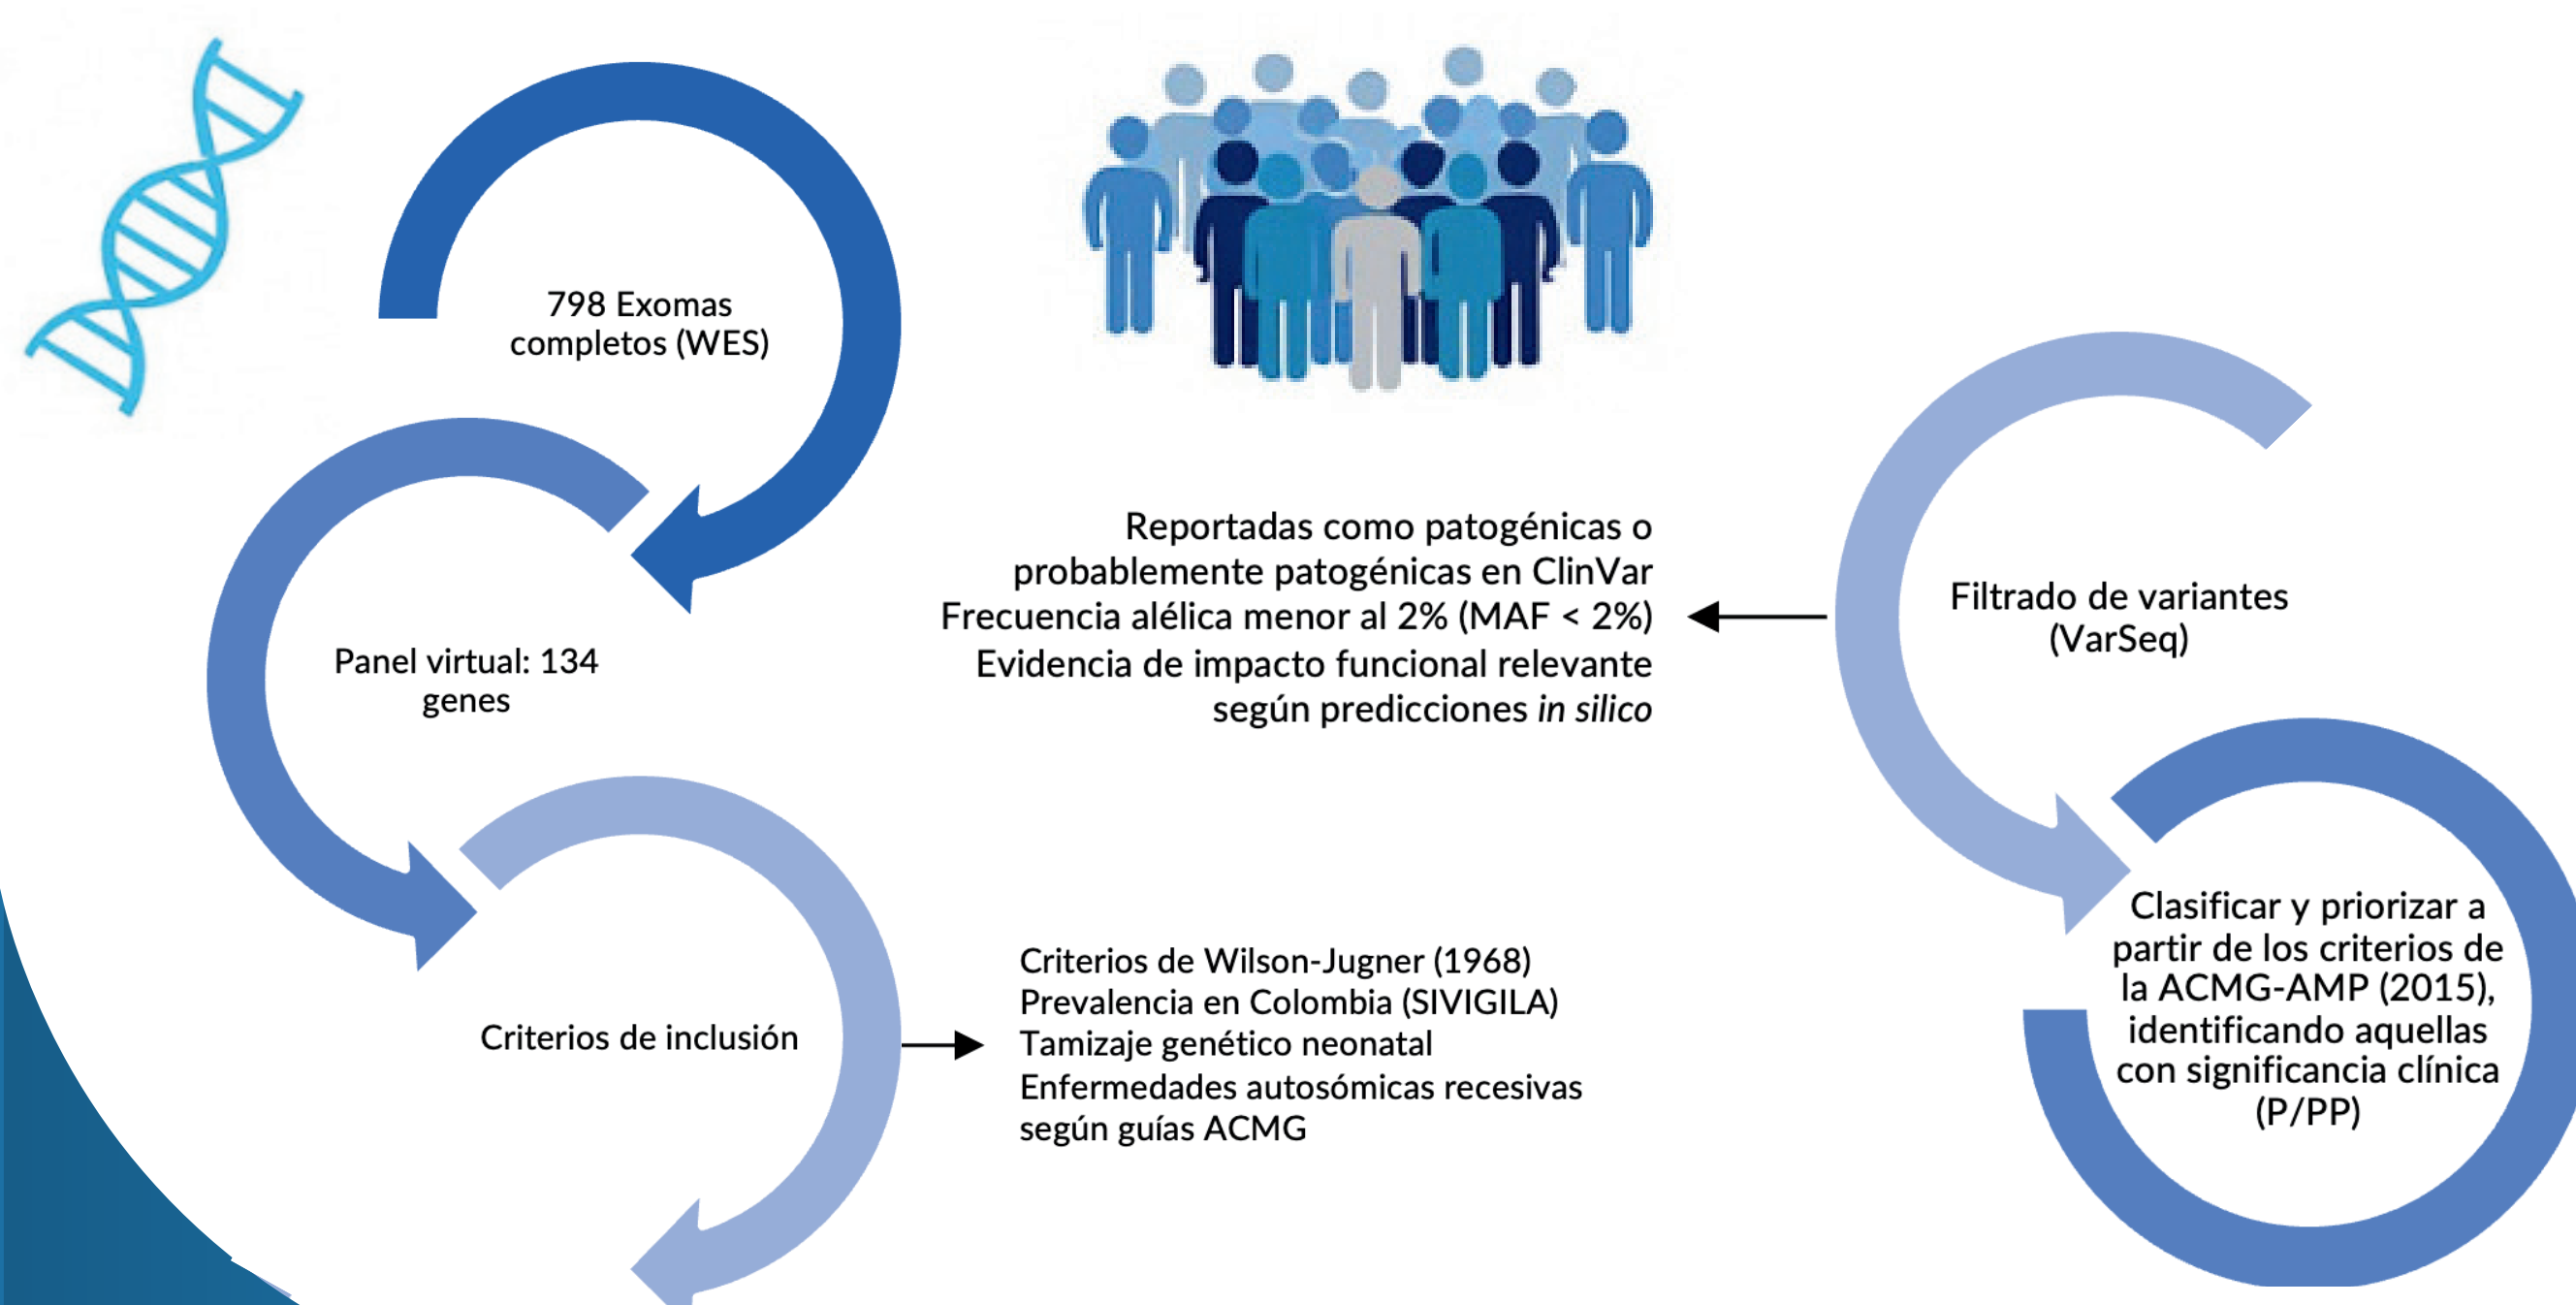 798 Exomas
completos (WES)
Panel virtual: 134
genes
Criterios de inclusión
Criterios de Wilson-Jugner (1968)
Prevalencia en Colombia (SIVIGILA)
Tamizaje genético neonatal
Enfermedades autosómicas recesivas
según guías ACMG
Filtrado de variantes
(VarSeq)
Reportadas como patogénicas o
probablemente patogénicas en ClinVar
Frecuencia alélica menor al 2% (MAF < 2%)
Evidencia de impacto funcional relevante
según predicciones in silico
Clasificar y priorizar a
partir de los criterios de
la ACMG-AMP (2015),
identificando aquellas
con significancia clínica
(P/PP)